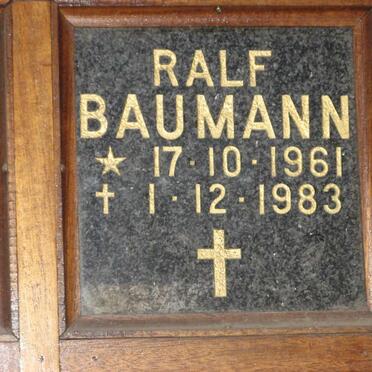 RALF
BAUMANN
★ 17·10·1961
✝ 1·12·1983